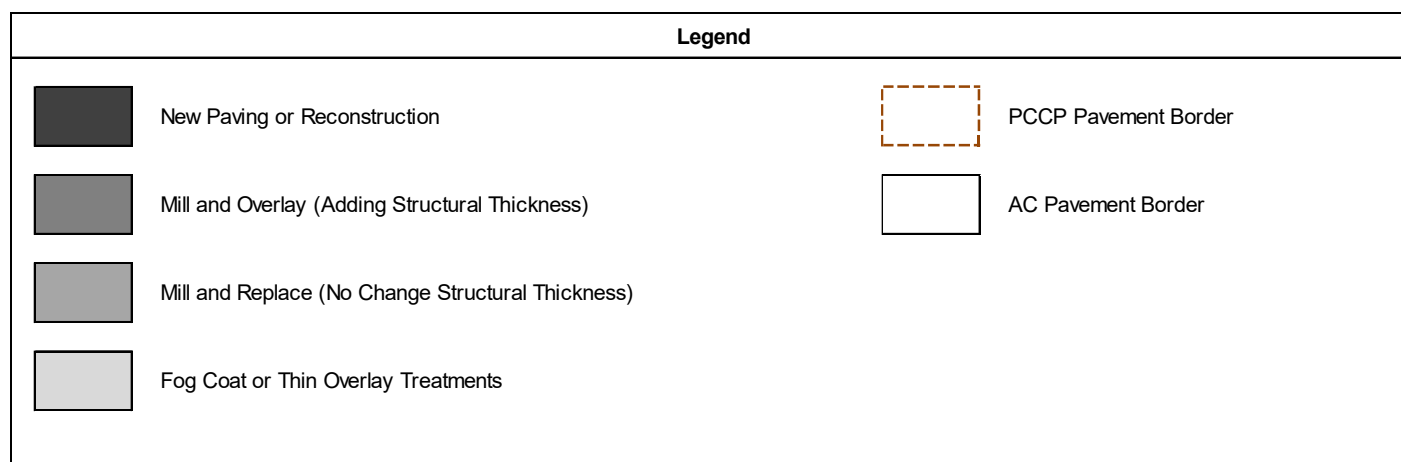 Legend
New Paving or Reconstruction
PCCP Pavement Border
Mill and Overlay (Adding Structural Thickness)
AC Pavement Border
Mill and Replace (No Change Structural Thickness)
Fog Coat or Thin Overlay Treatments